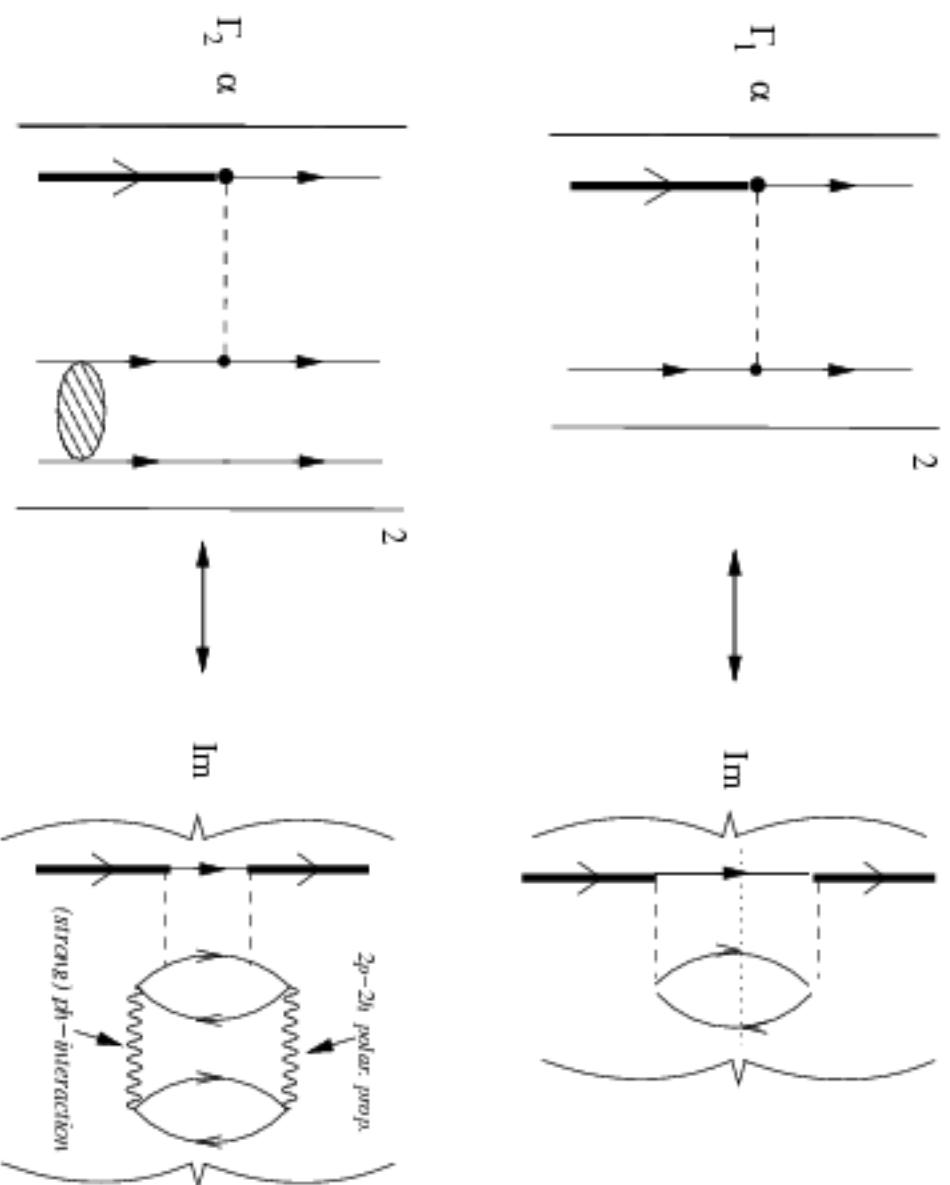 Γ₁ α
2
Im
Γ₂ α
2
Im
2p-2h polar. prop.
(strong) ph-interaction